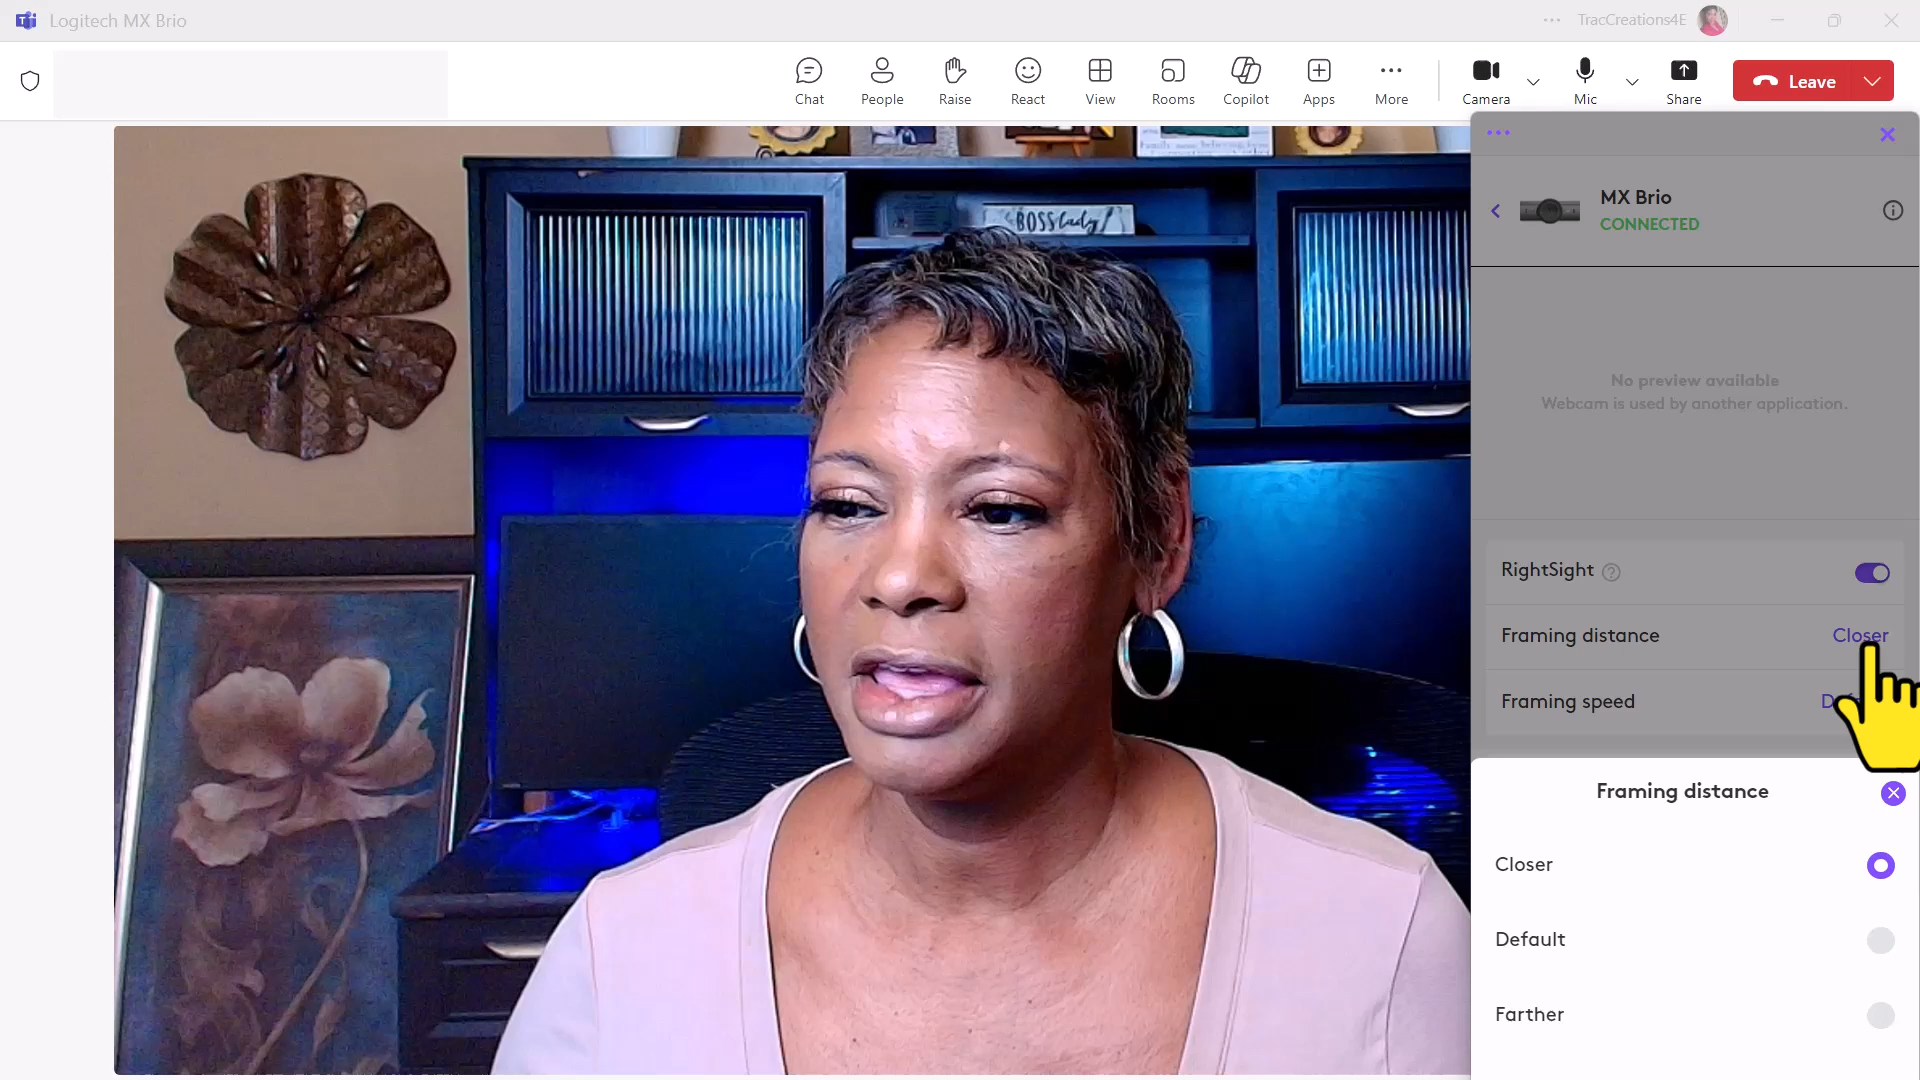 Logitech MX Brio
TracCreations4E
Chat
People
Raise
React
View
Rooms
Copilot
Apps
More
Camera
Mic
Share
Leave
BOSS lady!
MX Brio
CONNECTED
No preview available
Webcam is used by another application.
RightSight
Framing distance
Closer
Framing speed
Framing distance
Closer
Default
Farther